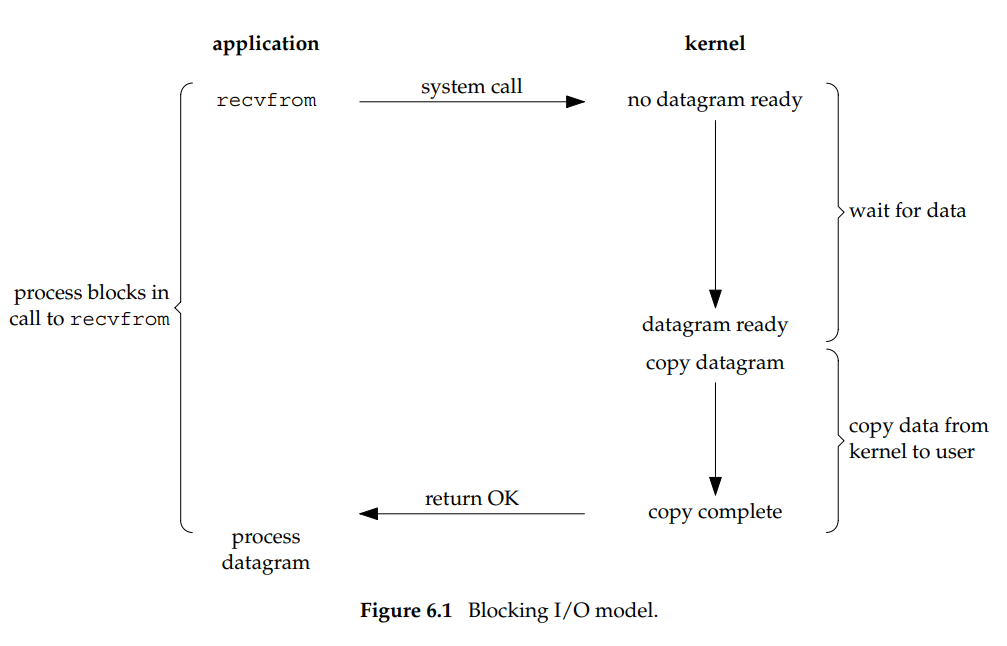 application
kernel
recvfrom
system call
no datagram ready
wait for data
process blocks in
call to recvfrom
datagram ready
copy datagram
copy data from
kernel to user
return OK
copy complete
process
datagram
Figure 6.1 Blocking I/O model.